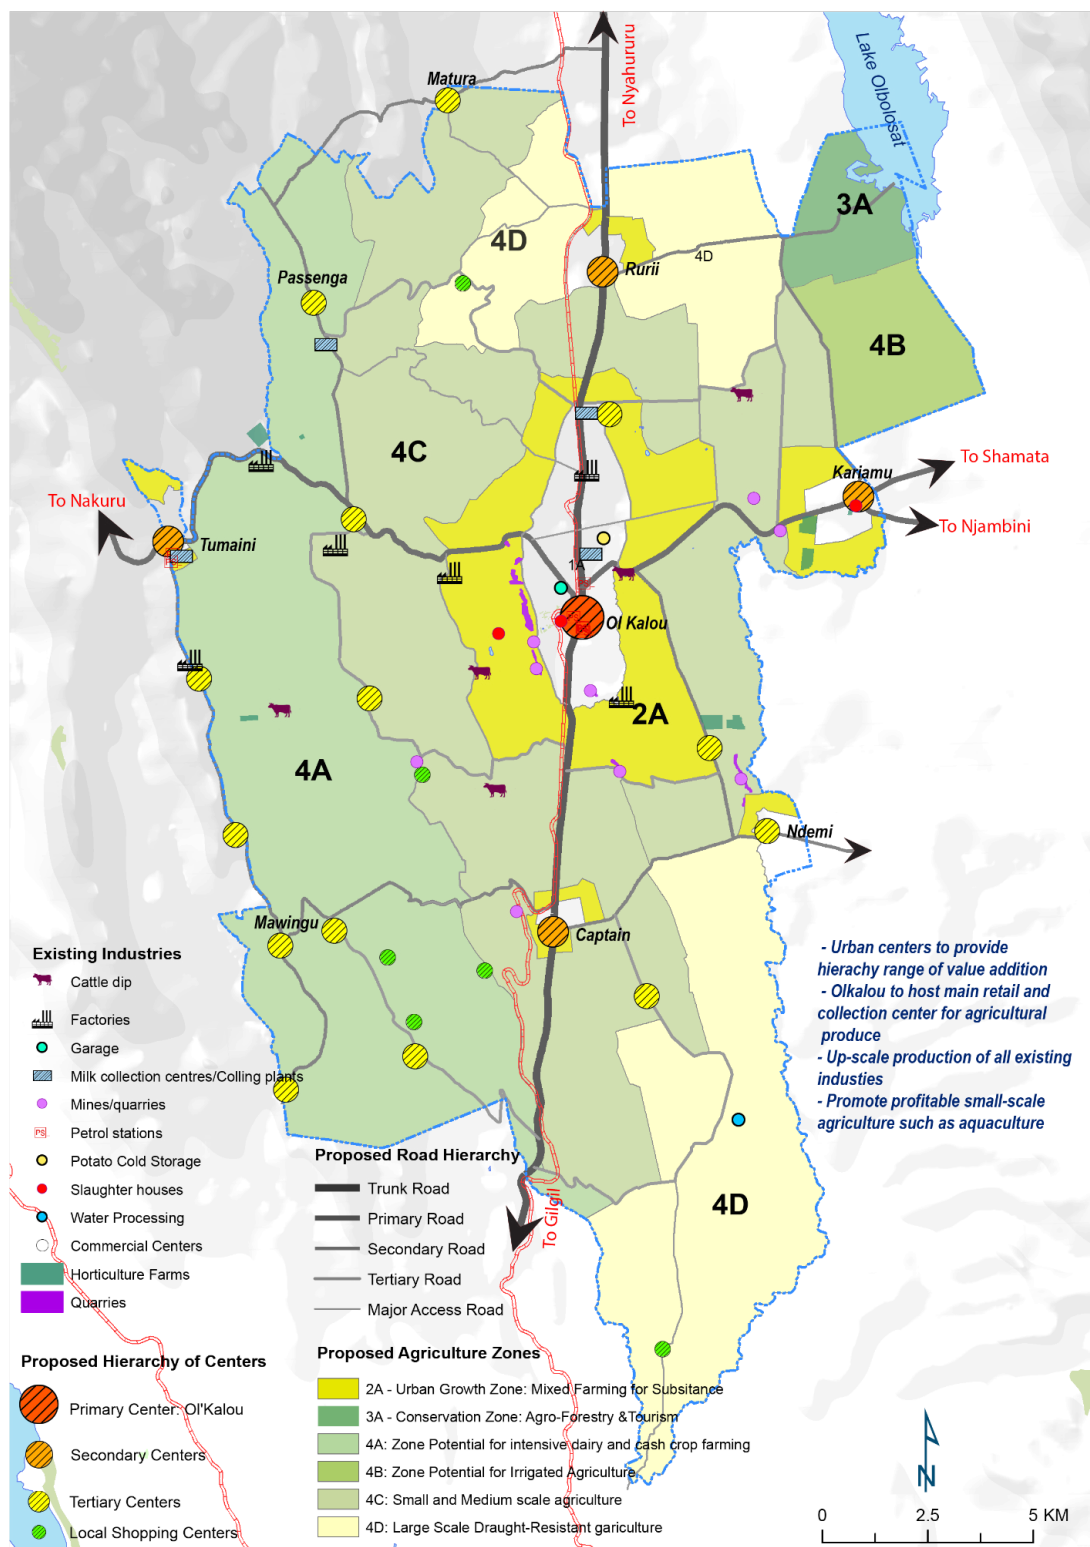 To Nyahururu
Lake Olbolosat
Matura
3A
4D
Rurii
4D
Passenga
4B
4C
Kariamu
To Shamata
To Nakuru
To Njambini
Tumaini
PS
1A
PS
Ol Kalou
PS
PS
2A
4A
Ndemi
Mawingu
Captain
4D
To Gilgil
- Urban centers to provide
hierachy range of value addition
- Olkalou to host main retail and
collection center for agricultural
produce
- Up-scale production of all existing
industies
- Promote profitable small-scale
agriculture such as aquaculture
Existing Industries
Cattle dip
Factories
Garage
Milk collection centres/Colling plants
Mines/quarries
PS
Petrol stations
Potato Cold Storage
Slaughter houses
Water Processing
Commercial Centers
Horticulture Farms
Quarries
Proposed Hierarchy of Centers
Primary Center: Ol'Kalou
Secondary Centers
Tertiary Centers
Local Shopping Centers
Proposed Road Hierarchy
Trunk Road
Primary Road
Secondary Road
Tertiary Road
Major Access Road
Proposed Agriculture Zones
2A - Urban Growth Zone: Mixed Farming for Subsitance
3A - Conservation Zone: Agro-Forestry &Tourism
4A: Zone Potential for intensive dairy and cash crop farming
4B: Zone Potential for Irrigated Agriculture
4C: Small and Medium scale agriculture
4D: Large Scale Draught-Resistant gariculture
N
0 2.5 5 KM